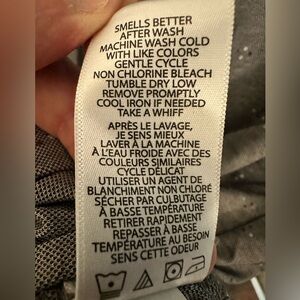 SMELLS BETTER
AFTER WASH
MACHINE WASH COLD
WITH LIKE COLORS
GENTLE CYCLE
NON CHLORINE BLEACH
TUMBLE DRY LOW
REMOVE PROMPTLY
COOL IRON IF NEEDED
TAKE A WHIFF
APRÈS LE LAVAGE,
JE SENS MIEUX
LAVER À LA MACHINE
À L'EAU FROIDE AVEC DES
COULEURS SIMILAIRES
CYCLE DÉLICAT
UTILISER UN AGENT DE
BLANCHIMENT NON CHLORÉ
SÉCHER PAR CULBUTAGE
À BASSE TEMPÉRATURE
RETIRER RAPIDEMENT
REPASSER À BASSE
TEMPÉRATURE AU BESOIN
SENS CETTE ODEUR